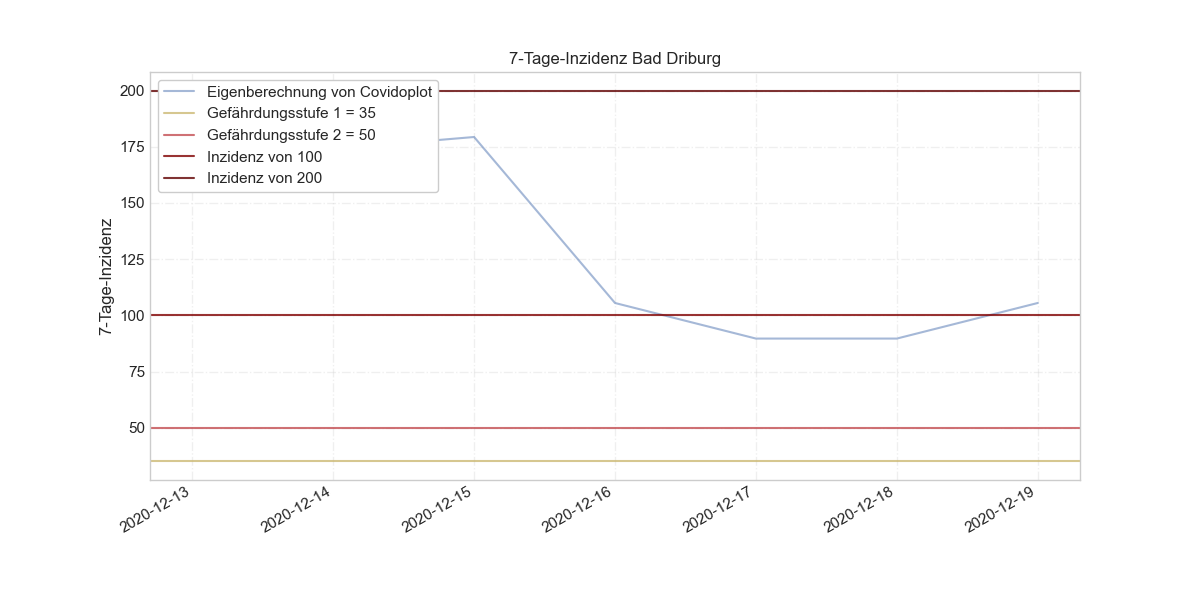 7-Tage-Inzidenz Bad Driburg
Eigenberechnung von Covidoplot
Gefährdungsstufe 1 = 35
Gefährdungsstufe 2 = 50
Inzidenz von 100
Inzidenz von 200
7-Tage-Inzidenz
200
175
150
125
100
75
50
2020-12-13
2020-12-14
2020-12-15
2020-12-16
2020-12-17
2020-12-18
2020-12-19